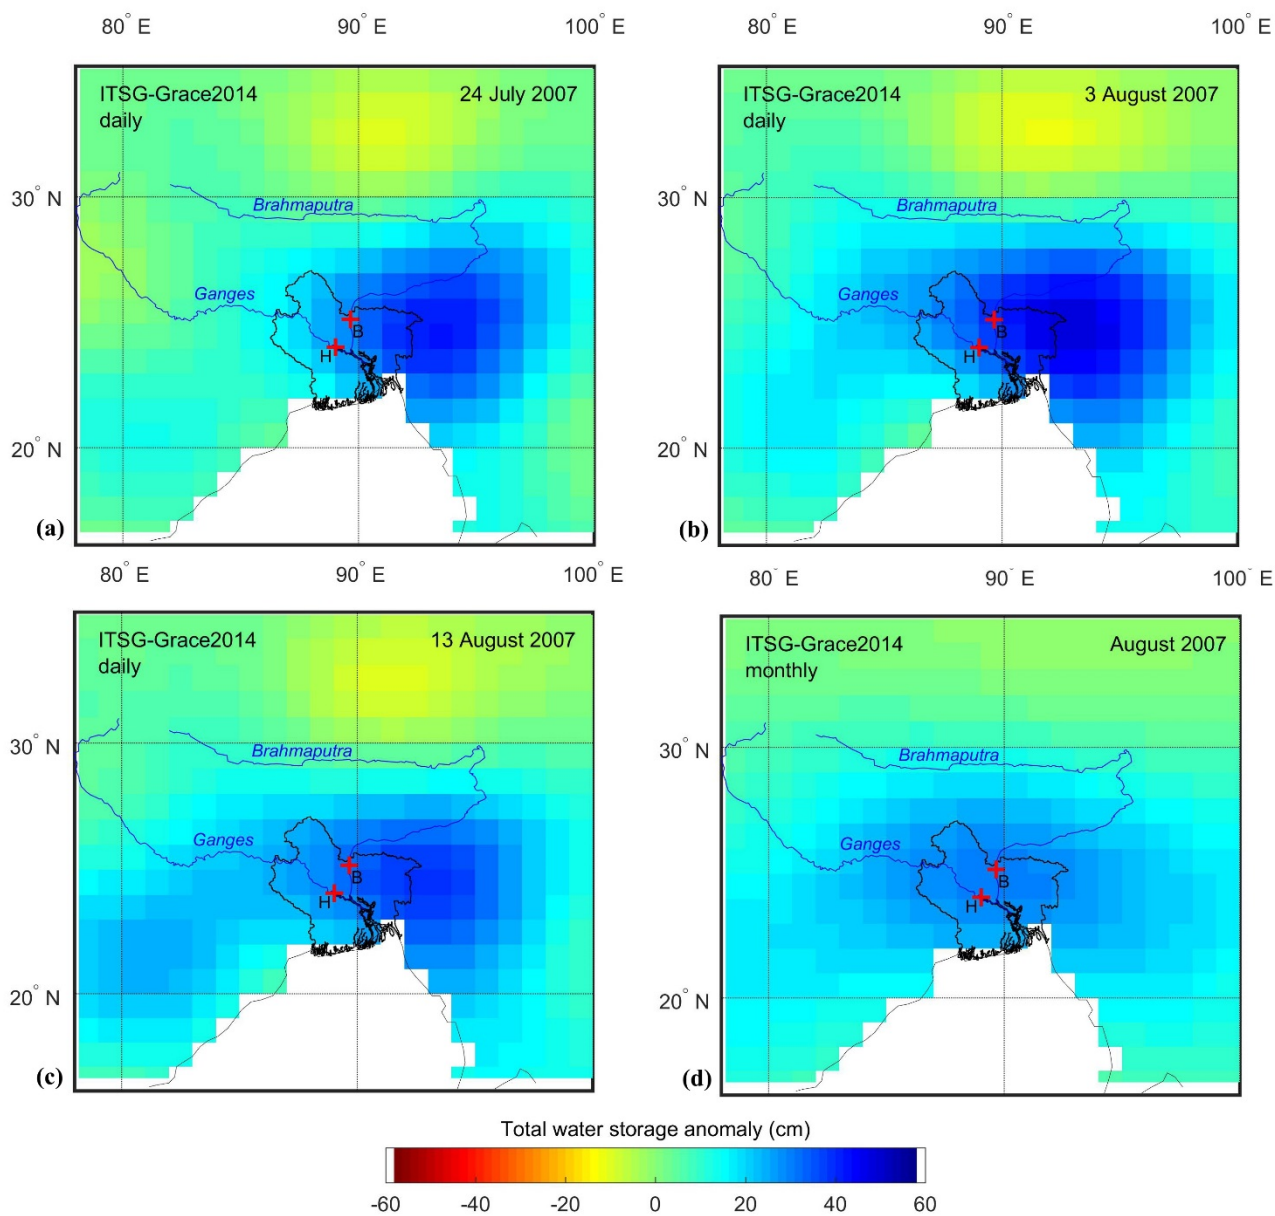 80° E 90° E 100° E
80° E 90° E 100° E
ITSG-Grace2014 24 July 2007
daily
30° N
Brahmaputra
Ganges
B
H
20° N
(a)
ITSG-Grace2014 3 August 2007
daily
30° N
Brahmaputra
Ganges
B
H
20° N
(b)
80° E 90° E 100° E
80° E 90° E 100° E
ITSG-Grace2014 13 August 2007
daily
30° N
Brahmaputra
Ganges
B
H
20° N
(c)
ITSG-Grace2014 August 2007
monthly
30° N
Brahmaputra
Ganges
B
H
20° N
(d)
Total water storage anomaly (cm)
-60 -40 -20 0 20 40 60